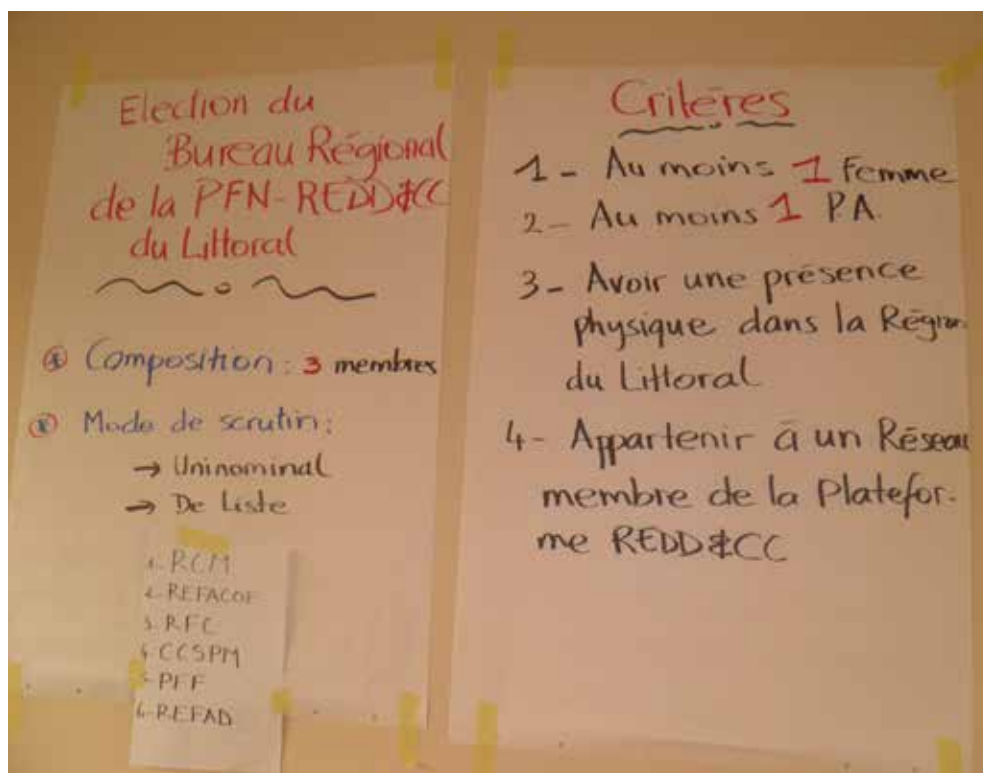 Election du
Bureau Régional
de la PFN-REDD&CC
du Littoral
Composition : 3 membres
Mode de scrutin :
→ Uninominal
→ De Liste
1. RCM
2. REFACOF
3. RFC
4. CCSPM
5-PFF
6-REFAD
Critères
1 - Au moins 1 Femme
2 - Au moins 1 PA.
3 - Avoir une présence
physique dans la Région
du Littoral
4 - Appartenir à un Réseau
membre de la Platefor-
me REDD&CC